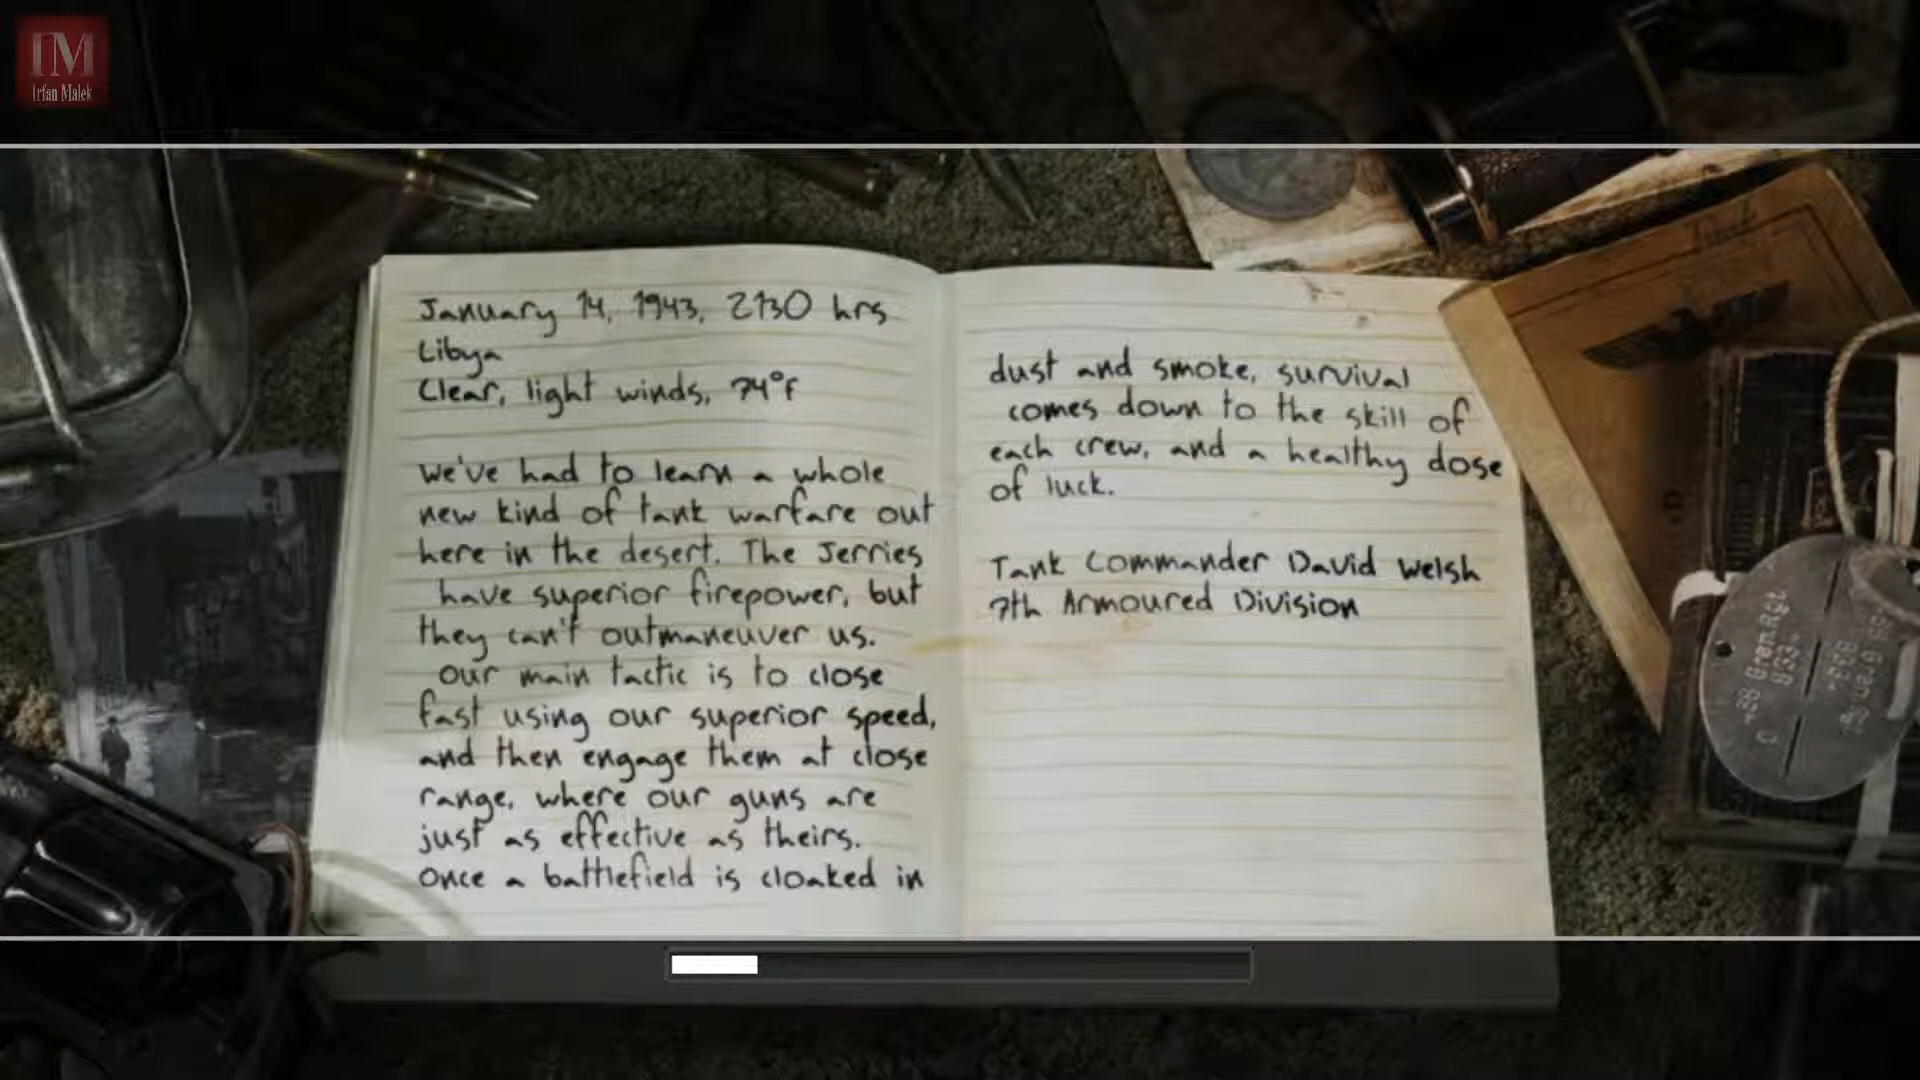 IM
Irfan Malek
January 14, 1943, 2130 hrs
Libya
Clear, light winds, 74°F
We've had to learn a whole
new kind of tank warfare out
here in the desert. The Jerries
have superior firepower, but
they can't outmaneuver us.
Our main tactic is to close
fast using our superior speed,
and then engage them at close
range, where our guns are
just as effective as theirs.
Once a battlefield is cloaked in
dust and smoke, survival
comes down to the skill of
each crew, and a healthy dose
of luck.
Tank Commander David Welsh
7th Armoured Division